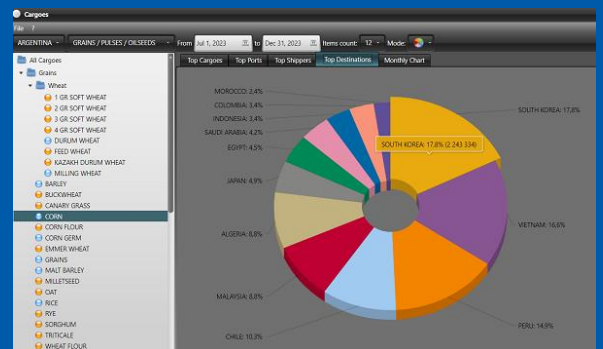 Cargoes
File ?
ARGENTINA GRAINS / PULSES / OILSEEDS From Jul 1, 2023 to Dec 31, 2023 Items count: 12 Mode:
All Cargoes
Grains
Wheat
1 GR SOFT WHEAT
2 GR SOFT WHEAT
3 GR SOFT WHEAT
4 GR SOFT WHEAT
DURUM WHEAT
FEED WHEAT
KAZAKH DURUM WHEAT
MILLING WHEAT
BARLEY
BUCKWHEAT
CANARY GRASS
CORN
CORN FLOUR
CORN GERM
EMMER WHEAT
GRAINS
MALT BARLEY
MILLETSEED
OAT
RICE
RYE
SORGHUM
TRITICALE
WHEAT FLOUR
Top Cargoes Top Ports Top Shippers Top Destinations Monthly Chart
MOROCCO: 2,4%
COLOMBIA: 3,4%
INDONESIA: 3,4%
SAUDI ARABIA: 4,2%
EGYPT: 4,5%
JAPAN: 4,9%
ALGERIA: 8,8%
MALAYSIA: 8,8%
CHILE: 10,3%
SOUTH KOREA: 17,8%
SOUTH KOREA: 17,8% (2 243 334)
VIETNAM: 16,6%
PERU: 14,9%